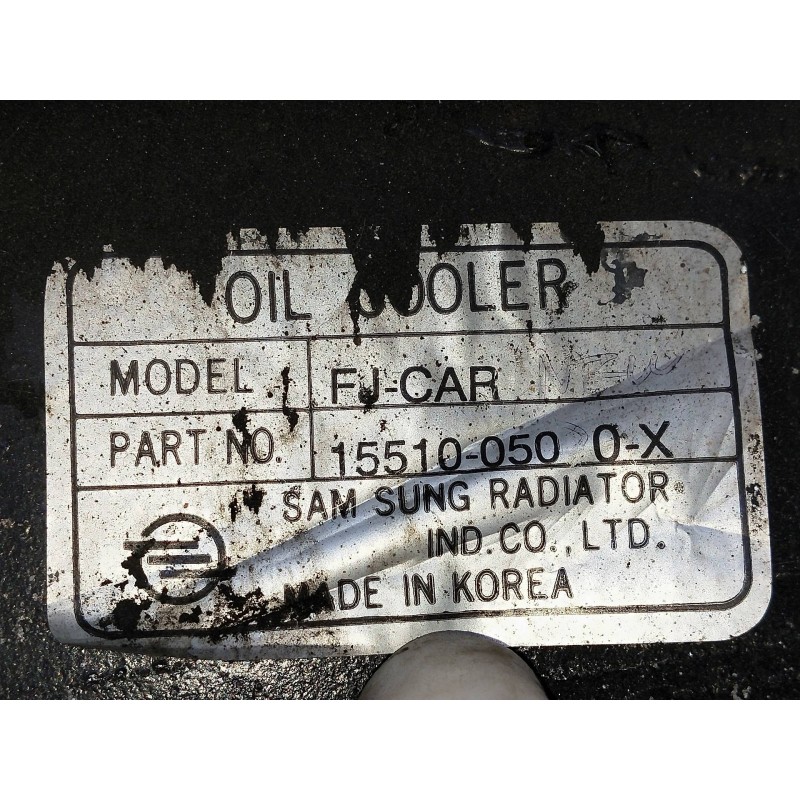 OIL COOLER
MODEL FJ-CAR
PART NO. 15510-050 0-X
SAM SUNG RADIATOR
IND. CO., LTD.
MADE IN KOREA